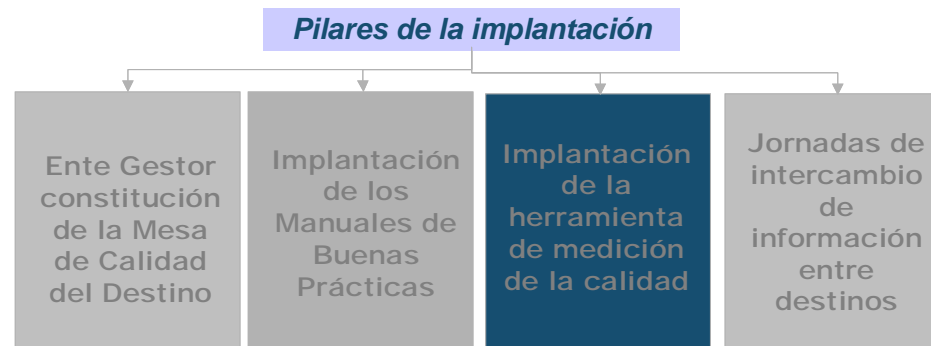 Pilares de la implantación
Ente Gestor
constitución
de la Mesa
de Calidad
del Destino
Implantación
de los
Manuales de
Buenas
Prácticas
Implantación
de la
herramienta
de medición
de la calidad
Jornadas de
intercambio
de
información
entre
destinos